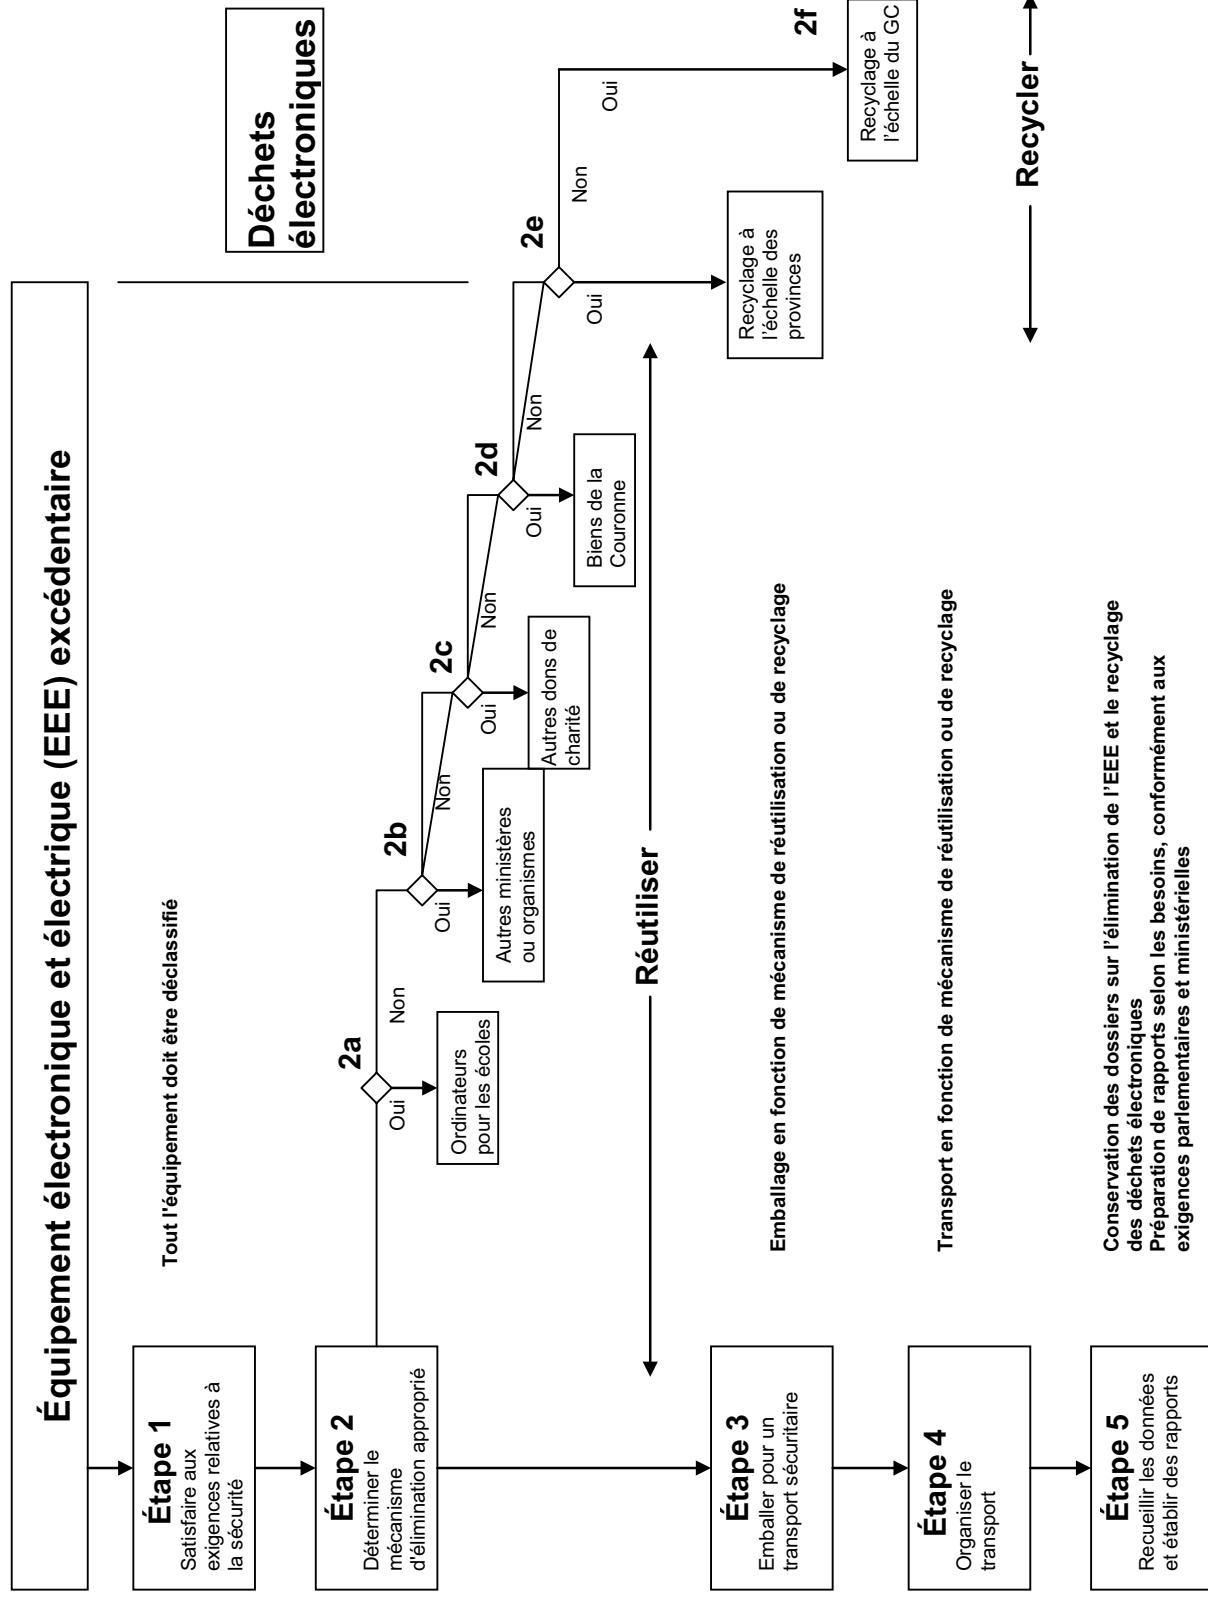 Équipement électronique et électrique (EEE) excédentaire
Déchets
électroniques
Étape 1
Satisfaire aux
exigences relatives à
la sécurité
Tout l'équipement doit être déclassifié
Étape 2
Déterminer le
mécanisme
d'élimination approprié
2a
Oui
Non
Ordinateurs
pour les écoles
2b
Oui
Non
Autres ministères
ou organismes
2c
Oui
Non
Autres dons de
charité
2d
Oui
Non
Biens de la
Couronne
2e
Oui
Non
Recyclage à
l'échelle des
provinces
Oui
2f
Recyclage à
l'échelle du GC
Réutiliser
Recycler
Étape 3
Emballer pour un
transport sécuritaire
Emballage en fonction de mécanisme de réutilisation ou de recyclage
Étape 4
Organiser le
transport
Transport en fonction de mécanisme de réutilisation ou de recyclage
Étape 5
Recueillir les données
et établir des rapports
Conservation des dossiers sur l'élimination de l'EEE et le recyclage
des déchets électroniques
Préparation de rapports selon les besoins, conformément aux
exigences parlementaires et ministérielles